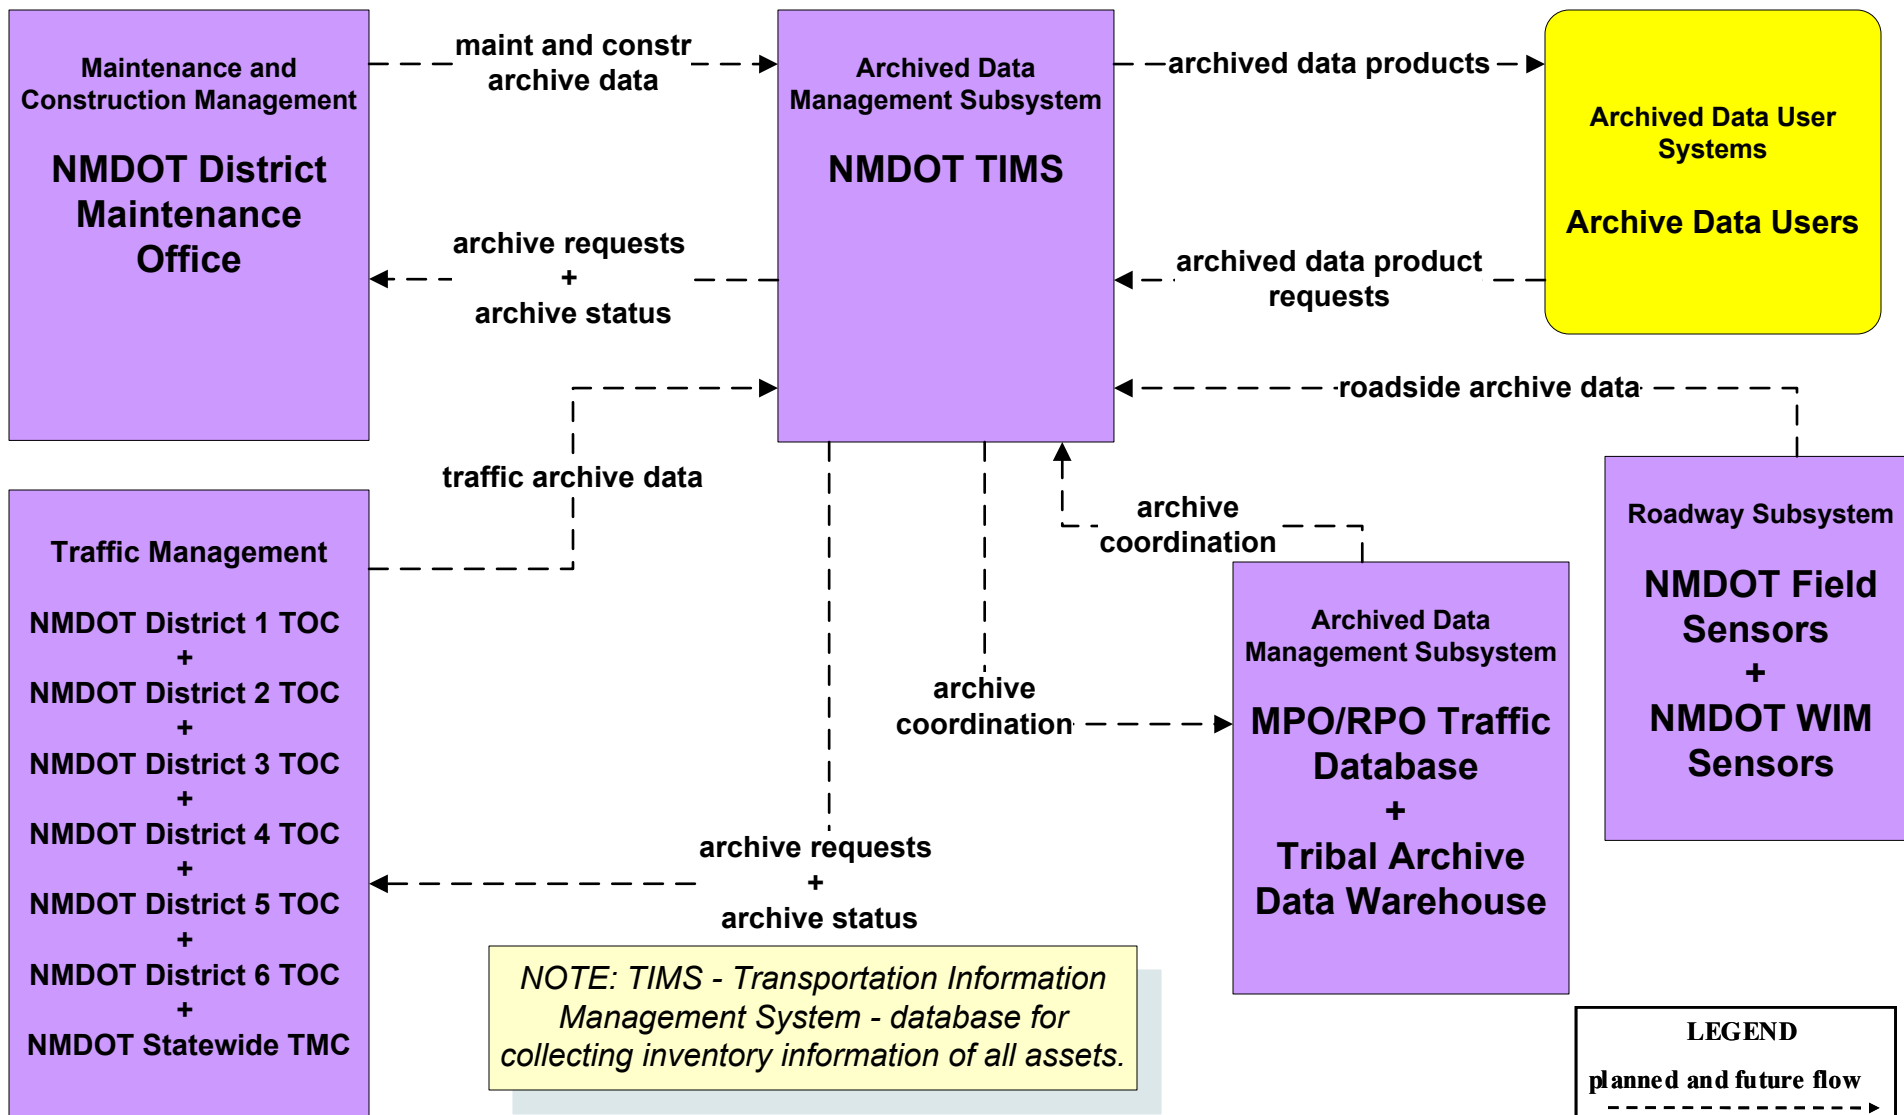 Maintenance and
Construction Management
NMDOT District
Maintenance
Office
maint and constr
archive data
archive requests
+
archive status
Archived Data
Management Subsystem
NMDOT TIMS
archived data products
archived data product
requests
Archived Data User
Systems
Archive Data Users
roadside archive data
traffic archive data
archive
coordination
Traffic Management
NMDOT District 1 TOC
+
NMDOT District 2 TOC
+
NMDOT District 3 TOC
+
NMDOT District 4 TOC
+
NMDOT District 5 TOC
+
NMDOT District 6 TOC
+
NMDOT Statewide TMC
archive
coordination
archive requests
+
archive status
Archived Data
Management Subsystem
MPO/RPO Traffic
Database
+
Tribal Archive
Data Warehouse
Roadway Subsystem
NMDOT Field
Sensors
+
NMDOT WIM
Sensors
NOTE: TIMS - Transportation Information
Management System - database for
collecting inventory information of all assets.
LEGEND
planned and future flow